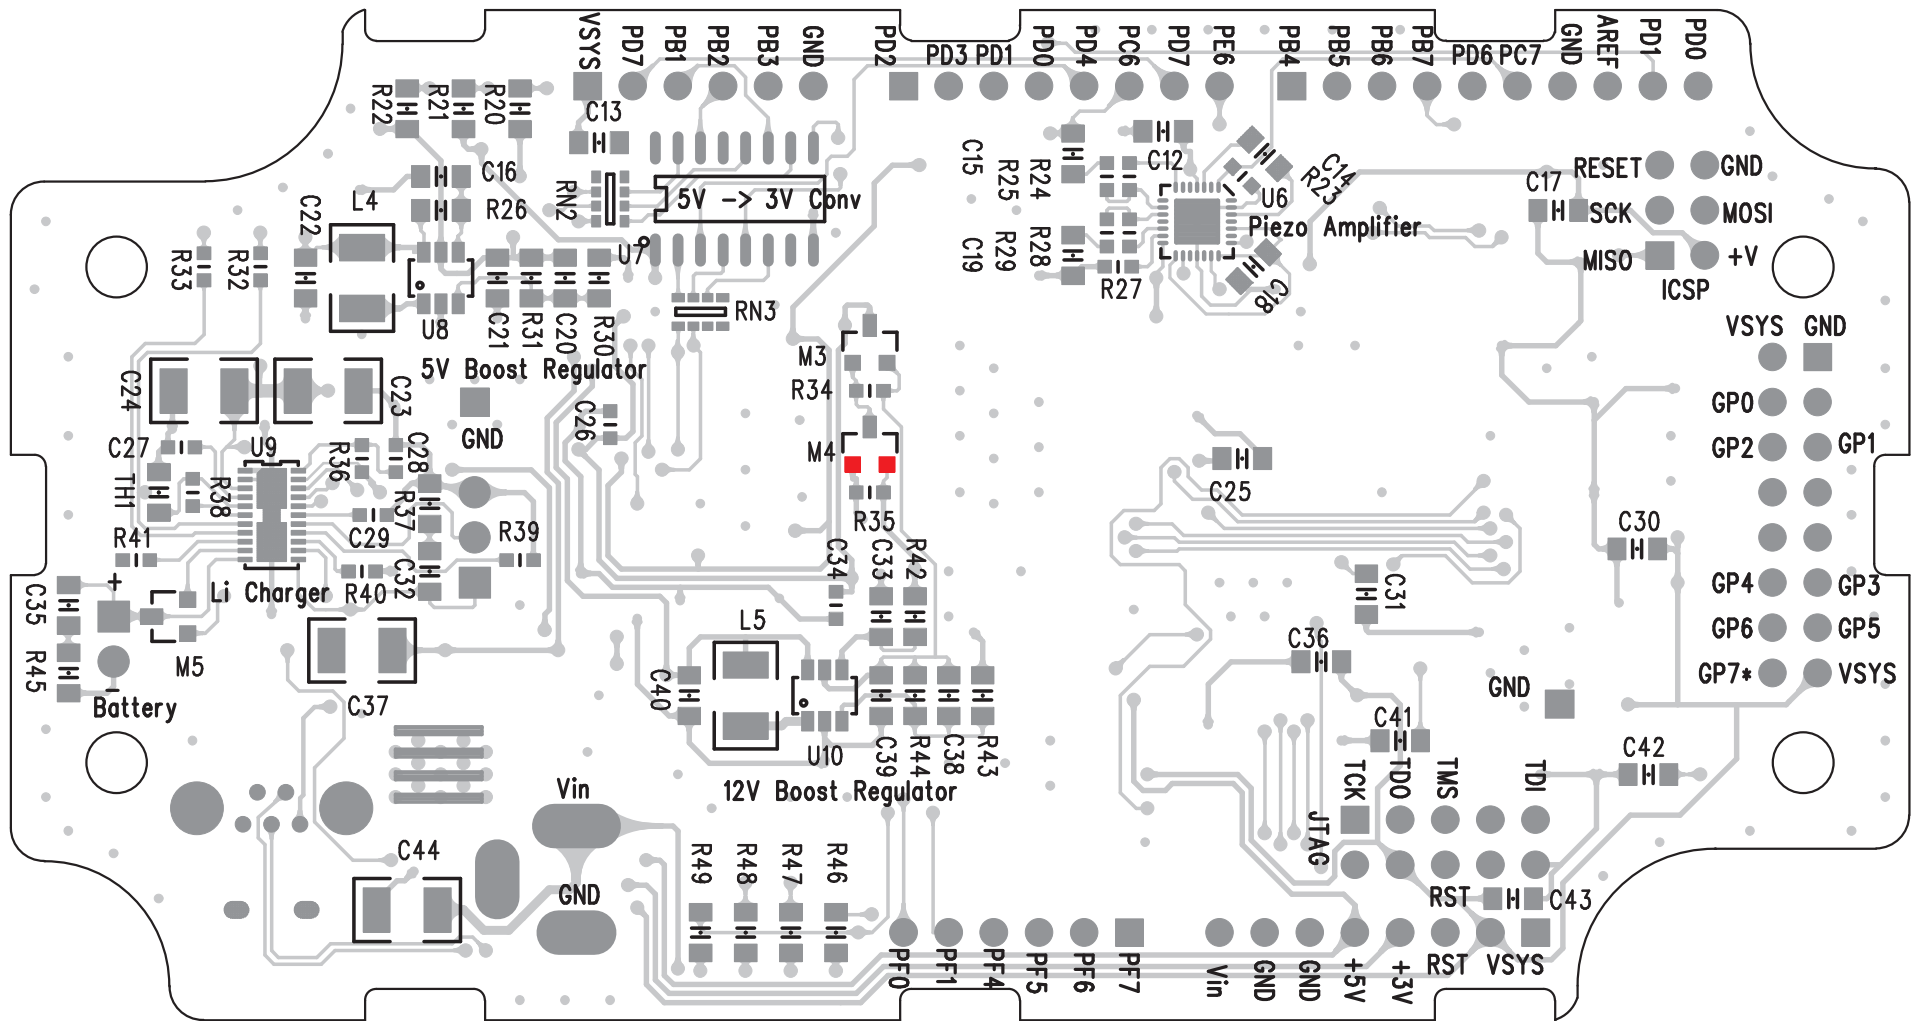 VSYS
PD7
PB1
PB2
PB3
GND
PD2
PD3
PD1
PD0
PD4
PC6
PD7
PE6
PB4
PB5
PB6
PB7
PD6
PC7
GND
AREF
PD1
PD0
R22
R21
R20
C13
C16
L4
R26
RN2
5V -> 3V Conv
C15
R25
R24
C12
C14
R23
U6
Piezo Amplifier
C17
RESET
GND
SCK
MOSI
MISO
+V
ICSP
C22
R33
R32
U7
U8
C21
R31
C20
R30
RN3
C19
R29
R28
R27
C18
VSYS
GND
5V Boost Regulator
M3
R34
C24
C23
GND
C26
M4
GP0
GP2
GP1
C27
U9
R36
C28
TH1
R38
R37
C29
R39
R41
R35
C25
C30
C34
C33
R42
C31
GP4
GP3
+
Li Charger
R40
C32
C35
L5
C36
GP6
GP5
R45
M5
C40
GP7*
VSYS
GND
-
Battery
C37
U10
C39
R44
C38
R43
C41
C42
12V Boost Regulator
Vin
TCK
TDO
TMS
TDI
JTAG
C44
R49
R48
R47
R46
GND
RST
C43
PF0
PF1
PF4
PF5
PF6
PF7
Vin
GND
GND
+5V
+3V
RST
VSYS